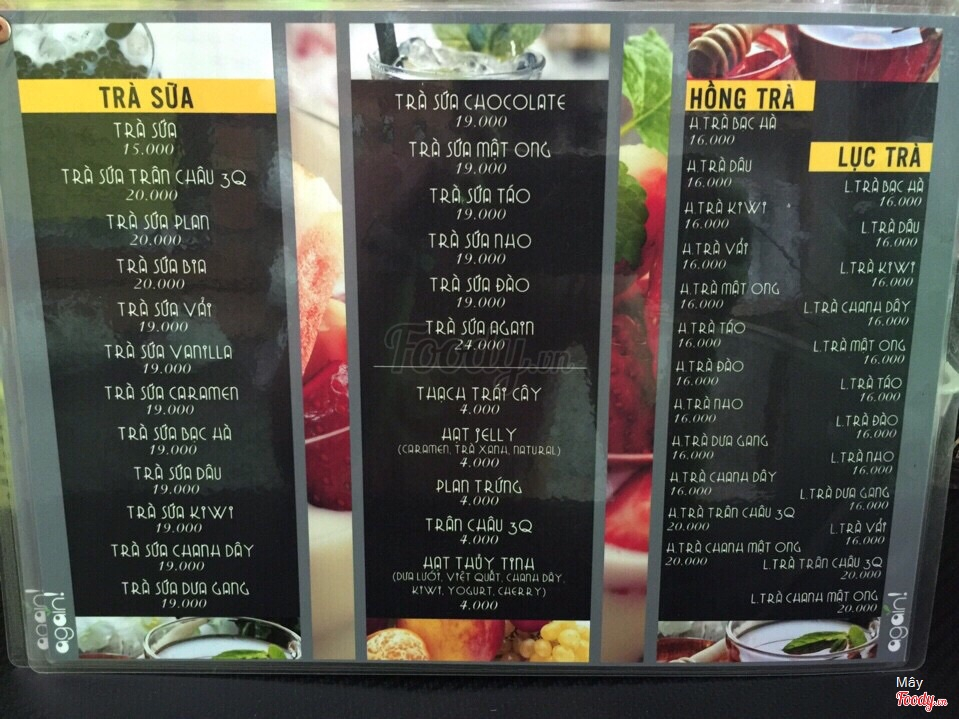 TRÀ SỮA
TRÀ SỮA
15.000
TRÀ SỮA TRÂN CHÂU 3Q
20.000
TRÀ SỮA PLAN
20.000
TRÀ SỮA BIA
20.000
TRÀ SỮA VẢI
19.000
TRÀ SỮA VANILLA
19.000
TRÀ SỮA CARAMEN
19.000
TRÀ SỮA BẠC HÀ
19.000
TRÀ SỮA DÂU
19.000
TRÀ SỮA KIWI
19.000
TRÀ SỮA CHANH DÂY
19.000
TRÀ SỮA DƯA GANG
19.000
again!
again!
TRÀ SỮA CHOCOLATE
19.000
TRÀ SỮA MẬT ONG
19.000
TRÀ SỮA TÁO
19.000
TRÀ SỮA NHO
19.000
TRÀ SỮA ĐÀO
19.000
TRÀ SỮA AGAIN
24.000
Foody.vn
THẠCH TRÁI CÂY
4.000
HẠT JELLY
(CARAMEN, TRÀ XANH, NATURAL)
4.000
PLAN TRỨNG
4.000
TRÂN CHÂU 3Q
4.000
HẠT THỦY TINH
(DƯA LƯỚI, VIỆT QUẤT, CHANH DÂY,
KIWI, YOGURT, CHERRY)
4.000
HỒNG TRÀ
H.TRÀ BẠC HÀ
16.000
H.TRÀ DÂU
16.000
H.TRÀ KIWI
16.000
H.TRÀ VẢI
16.000
H.TRÀ MẬT ONG
16.000
H.TRÀ TÁO
16.000
H.TRÀ ĐÀO
16.000
H.TRÀ NHO
16.000
H.TRÀ DƯA GANG
16.000
H.TRÀ CHANH DÂY
16.000
H.TRÀ TRÂN CHÂU 3Q
20.000
H.TRÀ CHANH MẬT ONG
20.000
LỤC TRÀ
L.TRÀ BẠC HÀ
16.000
L.TRÀ DÂU
16.000
L.TRÀ KIWI
16.000
L.TRÀ CHANH DÂY
16.000
L.TRÀ MẬT ONG
16.000
L.TRÀ TÁO
16.000
L.TRÀ ĐÀO
16.000
L.TRÀ NHO
16.000
L.TRÀ DƯA GANG
16.000
L.TRÀ VẢI
16.000
L.TRÀ TRÂN CHÂU 3Q
20.000
L.TRÀ CHANH MẬT ONG
20.000
again!
Mây
Foody.vn